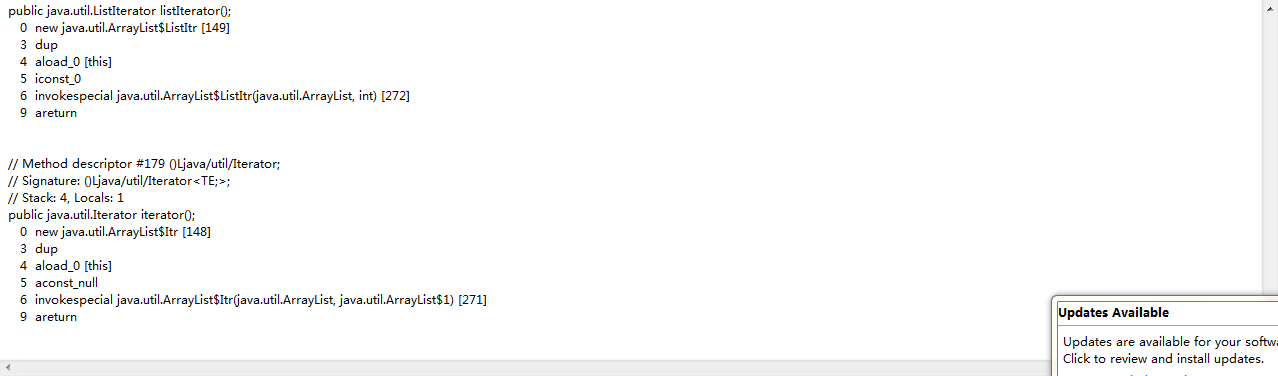 public java.util.ListIterator listIterator();
0 new java.util.ArrayList$ListItr [149]
3 dup
4 aload_0 [this]
5 iconst_0
6 invokespecial java.util.ArrayList$ListItr(java.util.ArrayList, int) [272]
9 areturn
// Method descriptor #179 ()Ljava/util/Iterator;
// Signature: ()Ljava/util/Iterator<TE;>;
// Stack: 4, Locals: 1
public java.util.Iterator iterator();
0 new java.util.ArrayList$Itr [148]
3 dup
4 aload_0 [this]
5 aconst_null
6 invokespecial java.util.ArrayList$Itr(java.util.ArrayList, java.util.ArrayList$1) [271]
9 areturn
Updates Available
Updates are available for your softwa
Click to review and install updates.